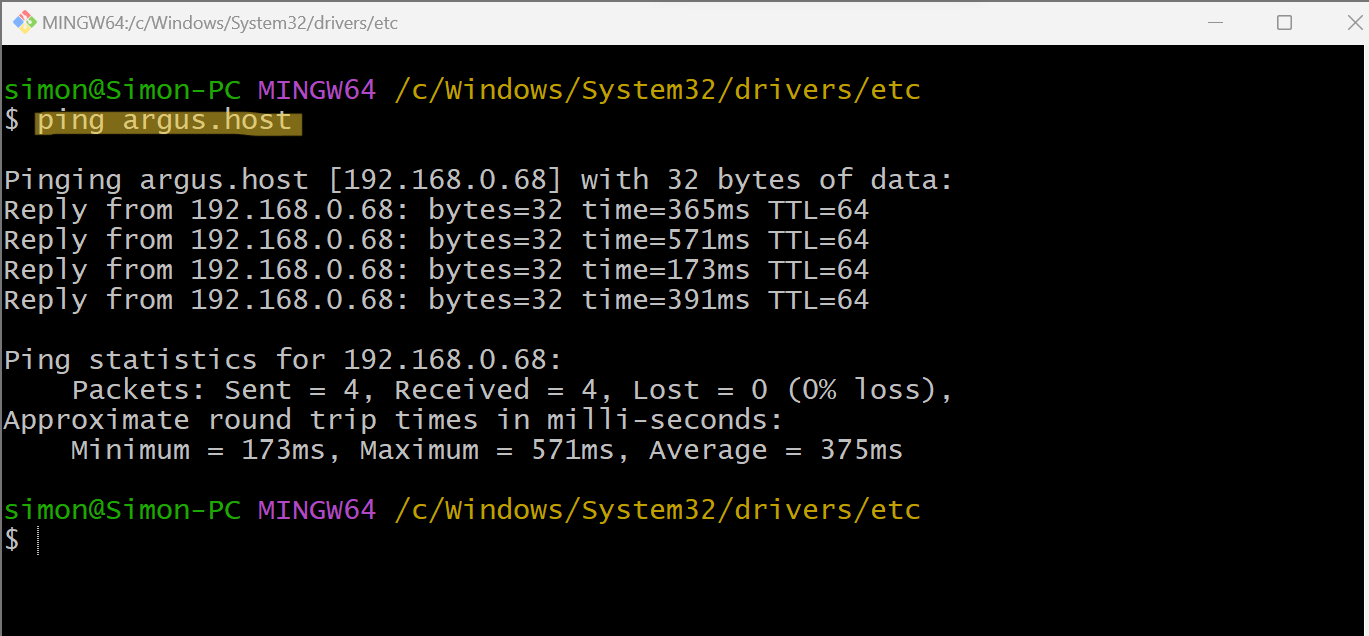 MINGW64:/c/Windows/System32/drivers/etc
simon@Simon-PC MINGW64 /c/Windows/System32/drivers/etc
$ ping argus.host
Pinging argus.host [192.168.0.68] with 32 bytes of data:
Reply from 192.168.0.68: bytes=32 time=365ms TTL=64
Reply from 192.168.0.68: bytes=32 time=571ms TTL=64
Reply from 192.168.0.68: bytes=32 time=173ms TTL=64
Reply from 192.168.0.68: bytes=32 time=391ms TTL=64
Ping statistics for 192.168.0.68:
    Packets: Sent = 4, Received = 4, Lost = 0 (0% loss),
Approximate round trip times in milli-seconds:
    Minimum = 173ms, Maximum = 571ms, Average = 375ms
simon@Simon-PC MINGW64 /c/Windows/System32/drivers/etc
$